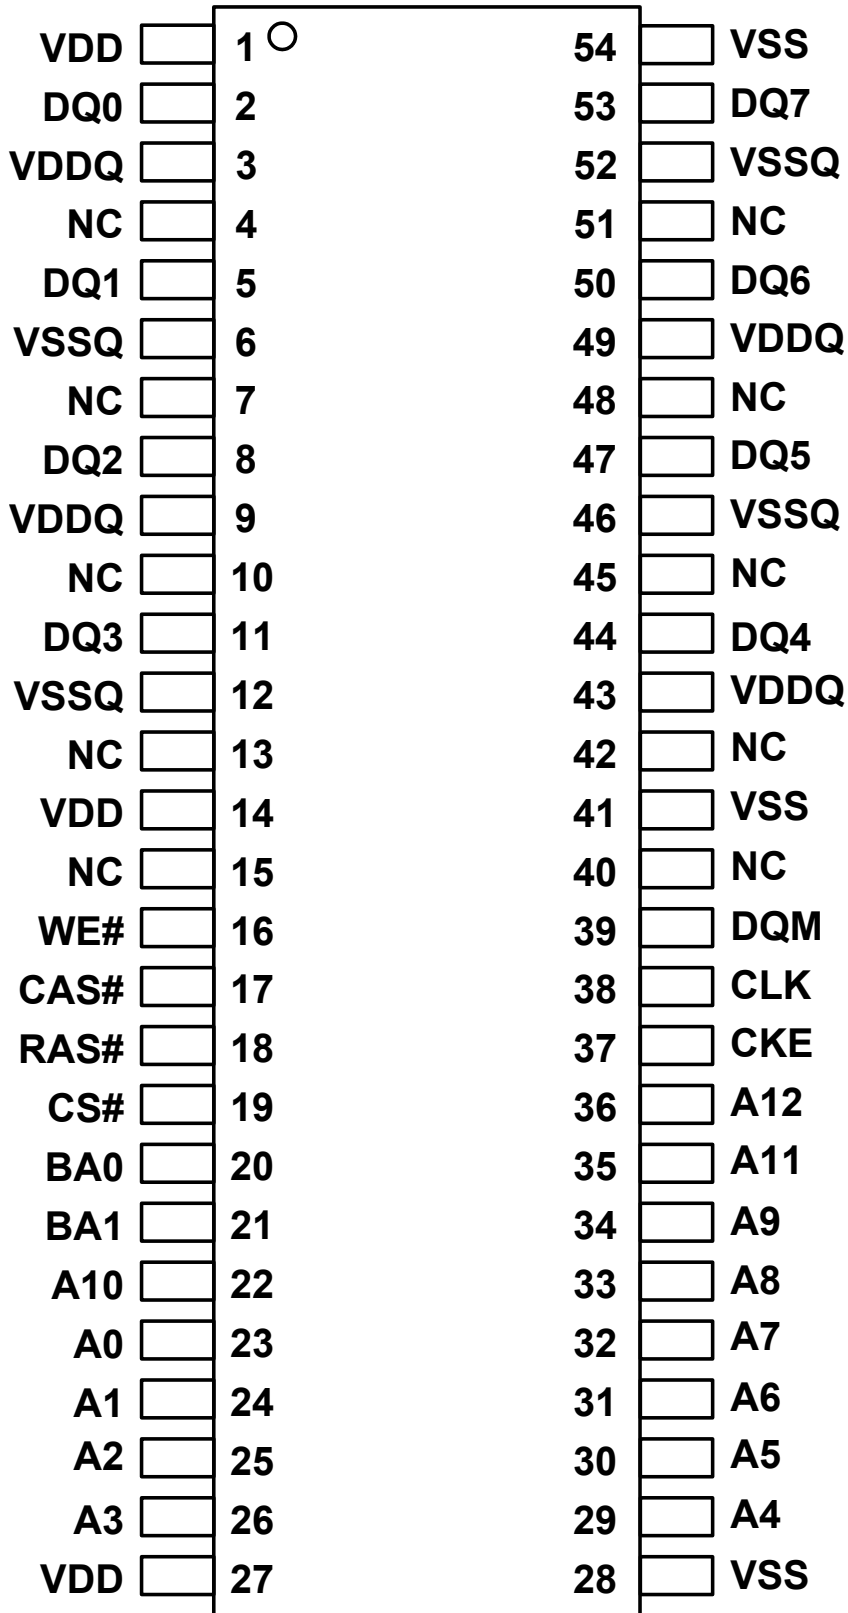 VDD 1 54 VSS
DQ0 2 53 DQ7
VDDQ 3 52 VSSQ
NC 4 51 NC
DQ1 5 50 DQ6
VSSQ 6 49 VDDQ
NC 7 48 NC
DQ2 8 47 DQ5
VDDQ 9 46 VSSQ
NC 10 45 NC
DQ3 11 44 DQ4
VSSQ 12 43 VDDQ
NC 13 42 NC
VDD 14 41 VSS
NC 15 40 NC
WE# 16 39 DQM
CAS# 17 38 CLK
RAS# 18 37 CKE
CS# 19 36 A12
BA0 20 35 A11
BA1 21 34 A9
A10 22 33 A8
A0 23 32 A7
A1 24 31 A6
A2 25 30 A5
A3 26 29 A4
VDD 27 28 VSS